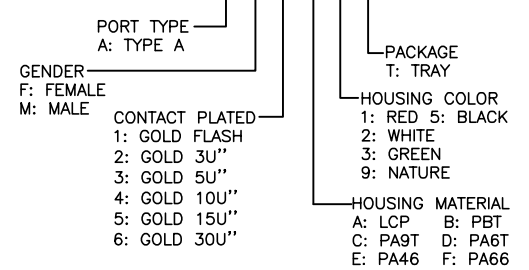 PORT TYPE
A: TYPE A
GENDER
F: FEMALE
M: MALE
CONTACT PLATED
1: GOLD FLASH
2: GOLD 3U''
3: GOLD 5U''
4: GOLD 10U''
5: GOLD 15U''
6: GOLD 30U''
PACKAGE
T: TRAY
HOUSING COLOR
1: RED 5: BLACK
2: WHITE
3: GREEN
9: NATURE
HOUSING MATERIAL
A: LCP B: PBT
C: PA9T D: PA6T
E: PA46 F: PA66